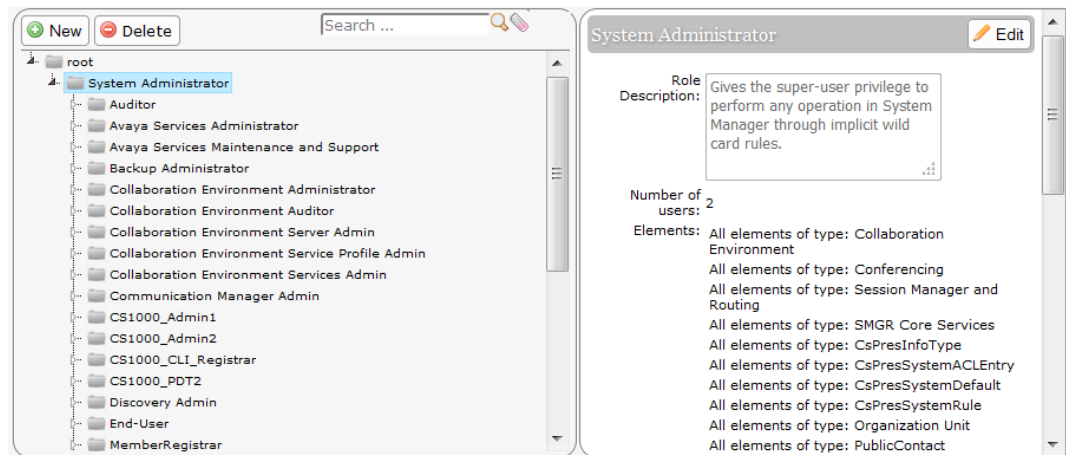 New
Delete
Search ...
root
System Administrator
Auditor
Avaya Services Administrator
Avaya Services Maintenance and Support
Backup Administrator
Collaboration Environment Administrator
Collaboration Environment Auditor
Collaboration Environment Server Admin
Collaboration Environment Service Profile Admin
Collaboration Environment Services Admin
Communication Manager Admin
CS1000_Admin1
CS1000_Admin2
CS1000_CLI_Registrar
CS1000_PDT2
Discovery Admin
End-User
MemberRegistrar
System Administrator
Edit
Role
Description:
Gives the super-user privilege to
perform any operation in System
Manager through implicit wild
card rules.
Number of
users:
2
Elements:
All elements of type: Collaboration
Environment
All elements of type: Conferencing
All elements of type: Session Manager and
Routing
All elements of type: SMGR Core Services
All elements of type: CsPresInfoType
All elements of type: CsPresSystemACLEntry
All elements of type: CsPresSystemDefault
All elements of type: CsPresSystemRule
All elements of type: Organization Unit
All elements of type: PublicContact